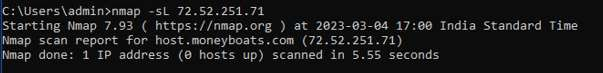 C:\Users\admin>nmap -sL 72.52.251.71
Starting Nmap 7.93 ( https://nmap.org ) at 2023-03-04 17:00 India Standard Time
Nmap scan report for host.moneyboats.com (72.52.251.71)
Nmap done: 1 IP address (0 hosts up) scanned in 5.55 seconds